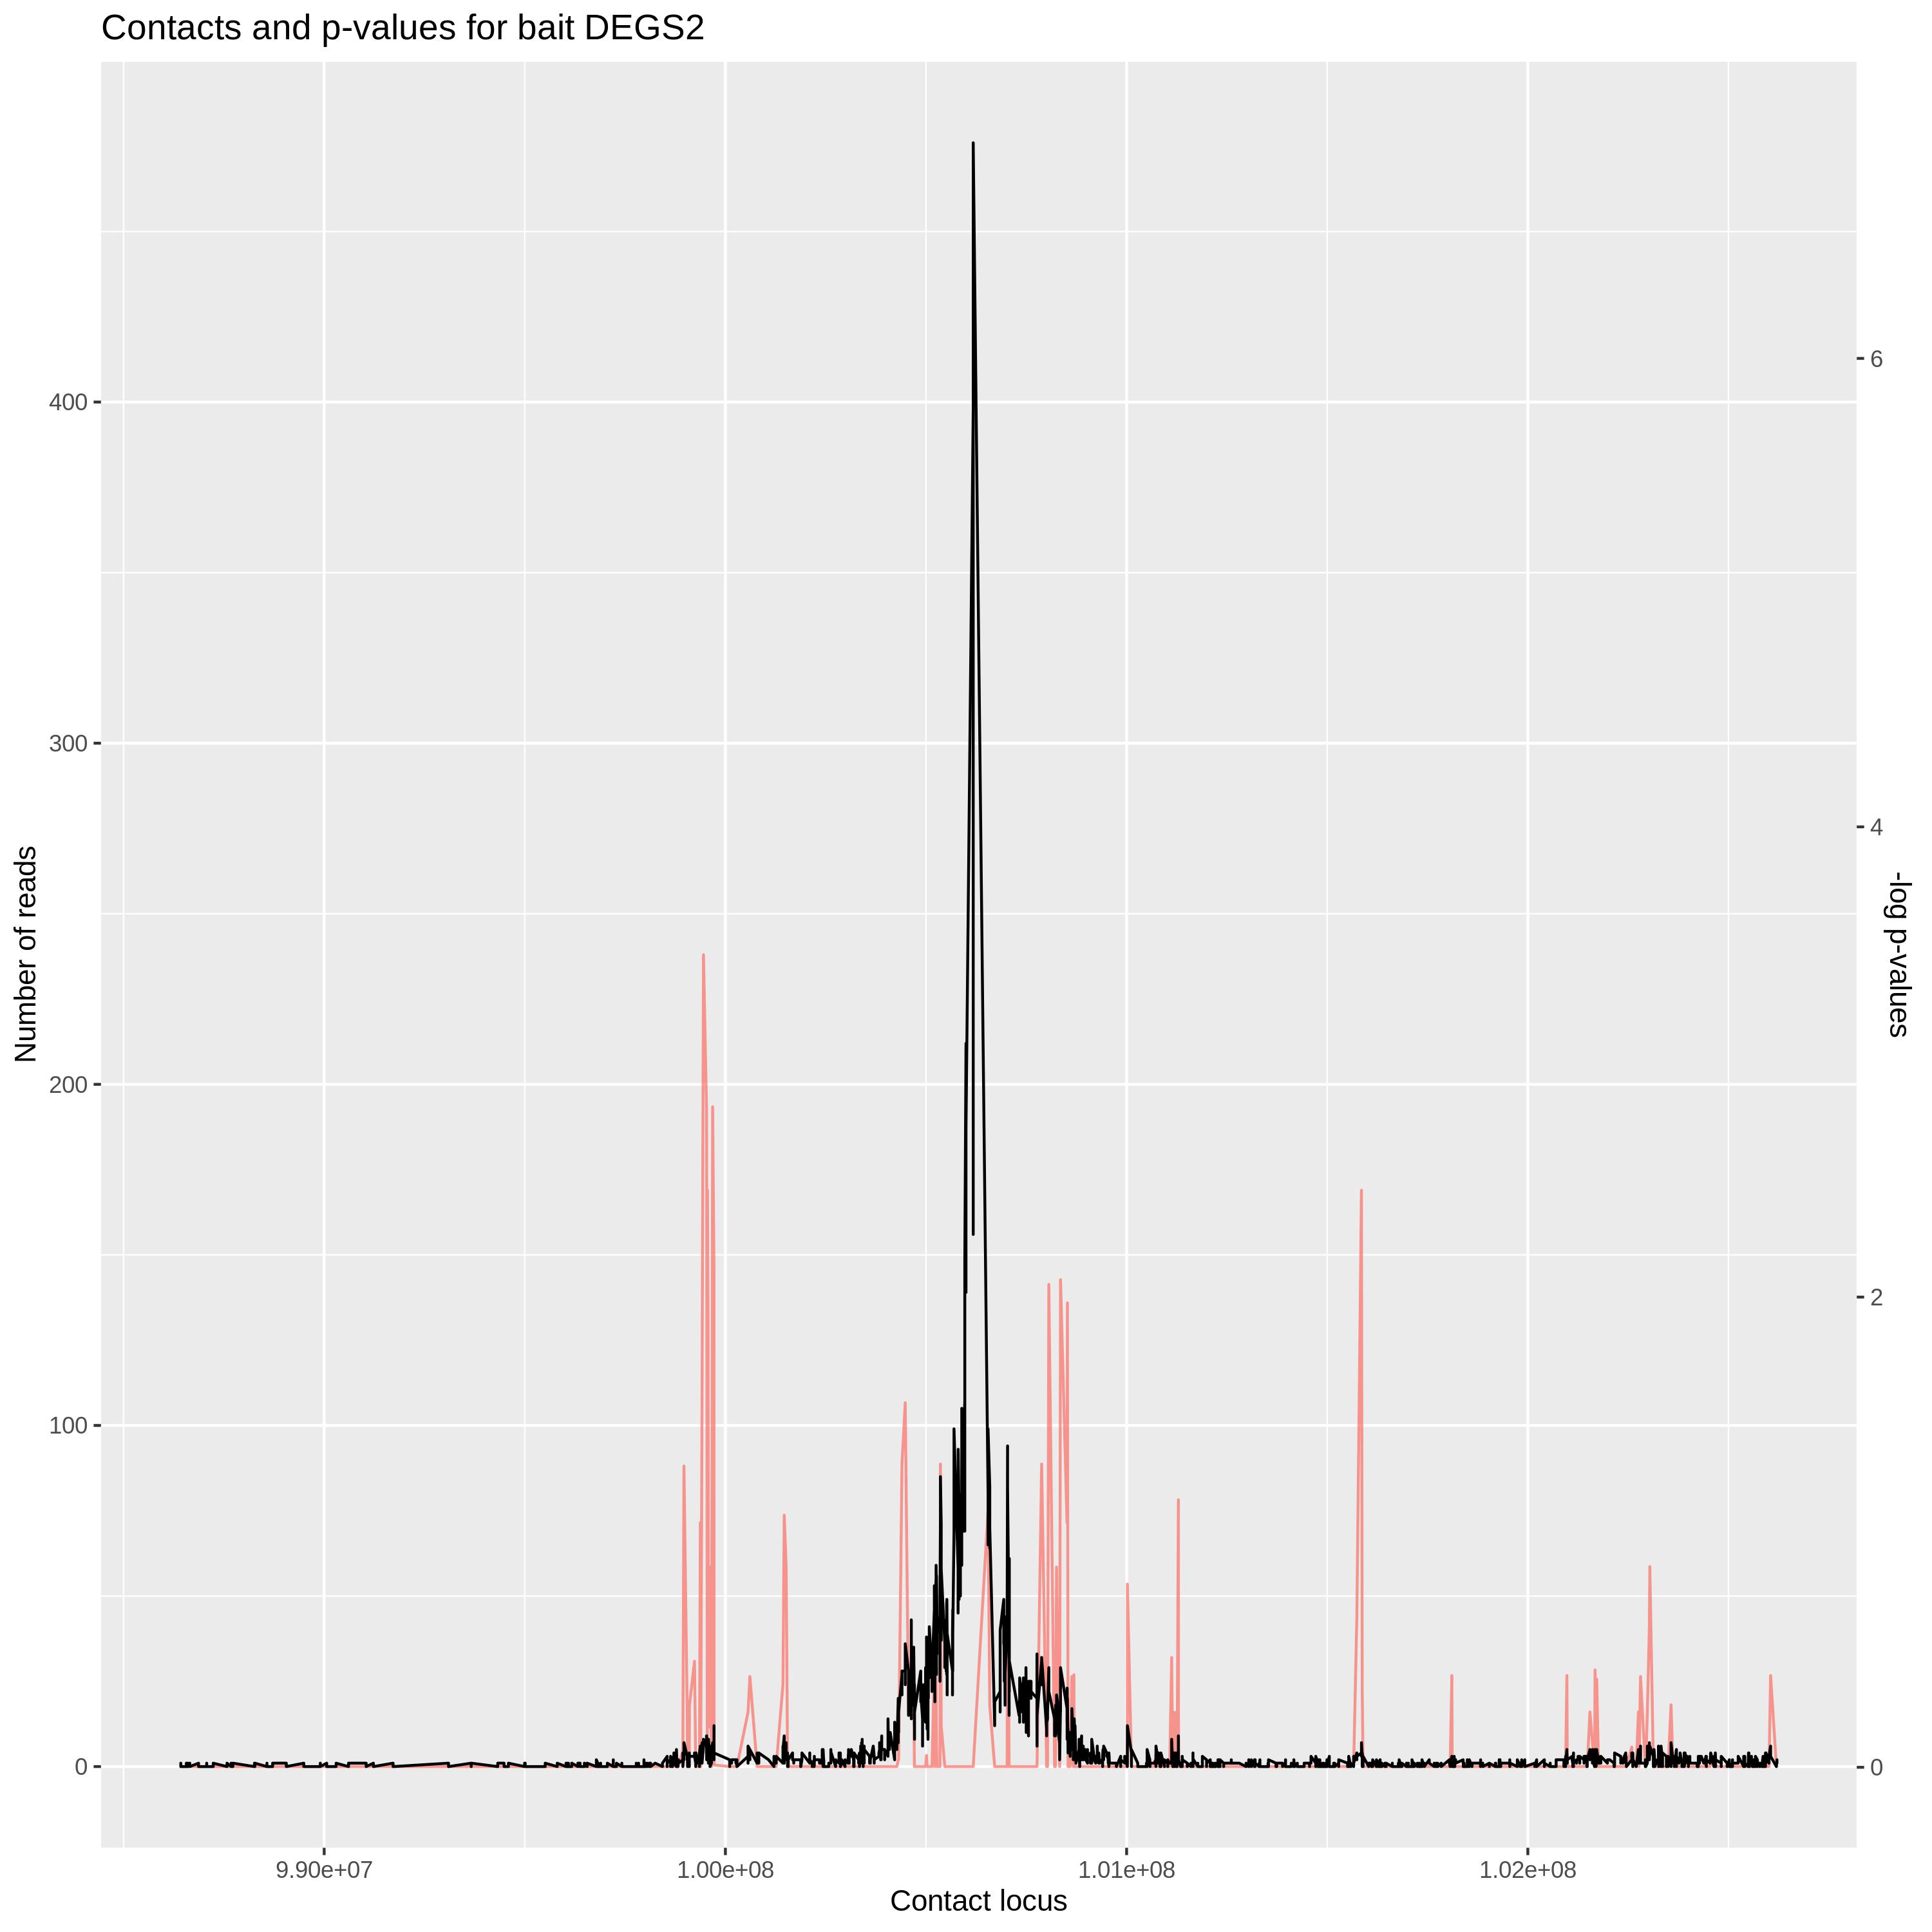 Contacts and p-values for bait DEGS2
Number of reads
400
300
200
100
0
6
4
2
0
-log p-values
9.90e+07
1.00e+08
1.01e+08
1.02e+08
Contact locus